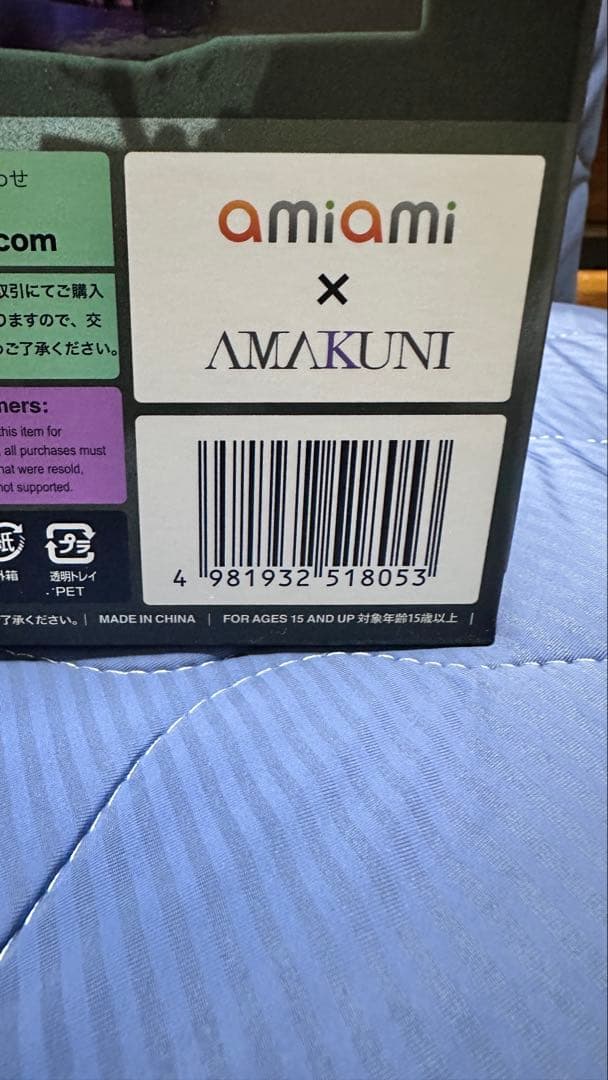 わせ
.com
取引にてご購入
りますので、交
ご了承ください。
mers:
this item for
all purchases must
hat were resold,
not supported.
紙
外箱
プラ
透明トレイ
:PET
amiami
×
AMAKUNI
4 981932 518053
了承ください。| MADE IN CHINA | FOR AGES 15 AND UP 対象年齢15歳以上 |